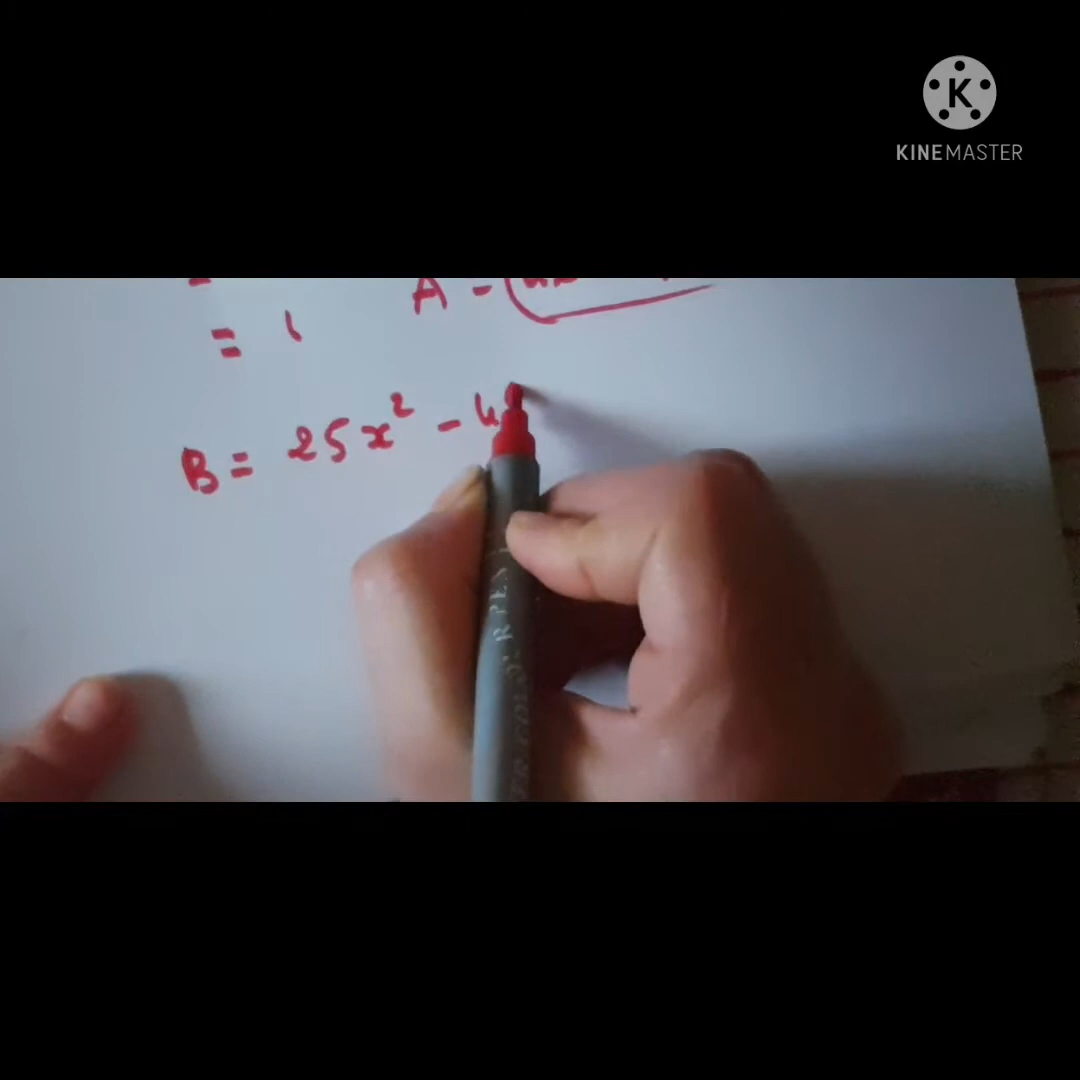 K
KINEMASTER
A -
= 1
B = 25x² - 4